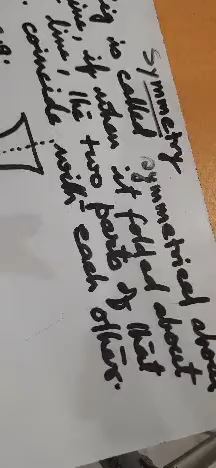 Symmetry
is called symmetrical about
if when it folded about
line, the two parts of that
coincide with each other.